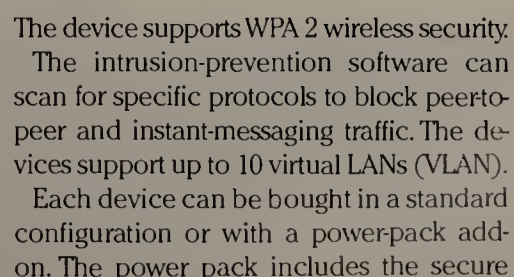 The device supports WPA 2 wireless security.
The intrusion-prevention software can
scan for specific protocols to block peer-to-
peer and instant-messaging traffic. The de-
vices support up to 10 virtual LANs (VLAN).
Each device can be bought in a standard
configuration or with a power-pack add-
on. The power pack includes the secure